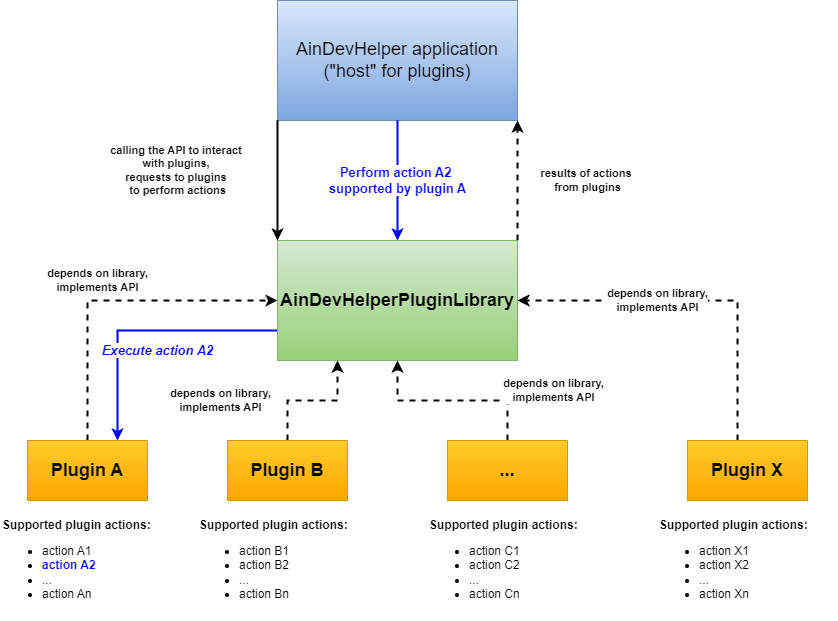 AinDevHelper application
("host" for plugins)
calling the API to interact
with plugins,
requests to plugins
to perform actions
Perform action A2
supported by plugin A
results of actions
from plugins
AinDevHelperPluginLibrary
depends on library,
implements API
depends on library,
implements API
Execute action A2
depends on library,
implements API
depends on library,
implements API
Plugin A
Plugin B
...
Plugin X
Supported plugin actions:
action A1
action A2
...
action An
Supported plugin actions:
action B1
action B2
...
action Bn
Supported plugin actions:
action C1
action C2
...
action Cn
Supported plugin actions:
action X1
action X2
...
action Xn